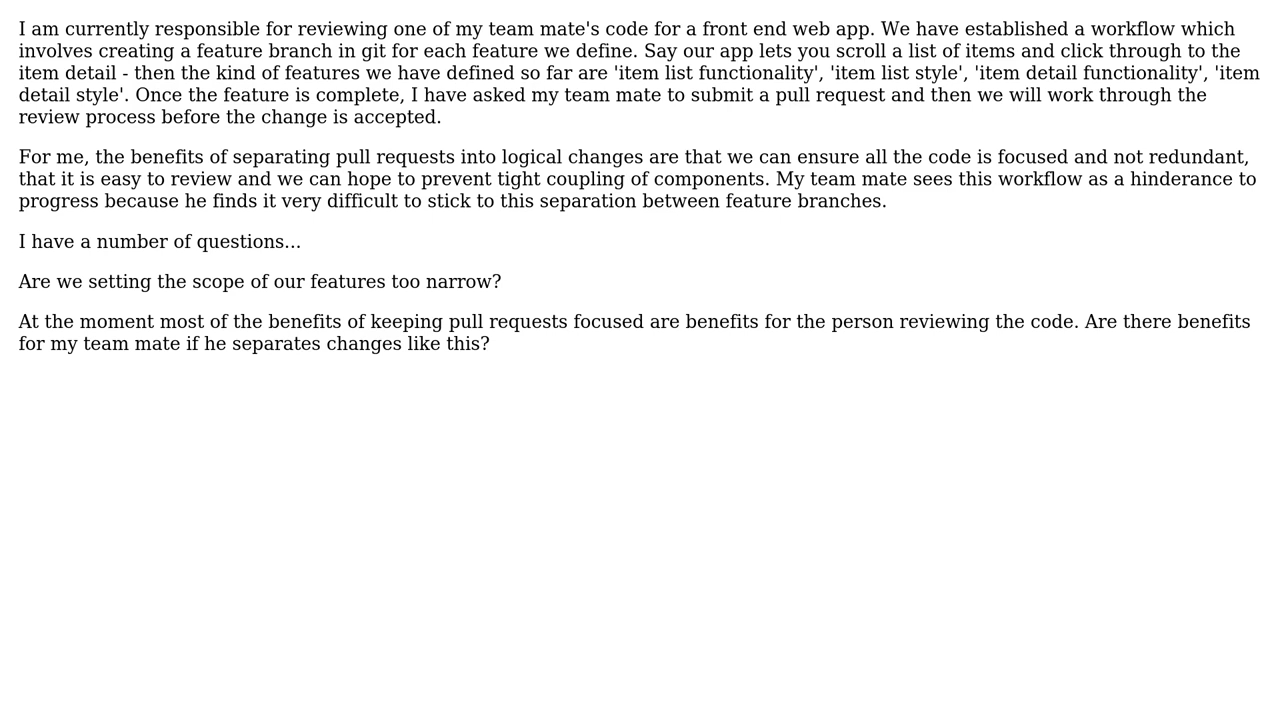 I am currently responsible for reviewing one of my team mate's code for a front end web app. We have established a workflow which
involves creating a feature branch in git for each feature we define. Say our app lets you scroll a list of items and click through to the
item detail - then the kind of features we have defined so far are 'item list functionality', 'item list style', 'item detail functionality', 'item
detail style'. Once the feature is complete, I have asked my team mate to submit a pull request and then we will work through the
review process before the change is accepted.
For me, the benefits of separating pull requests into logical changes are that we can ensure all the code is focused and not redundant,
that it is easy to review and we can hope to prevent tight coupling of components. My team mate sees this workflow as a hinderance to
progress because he finds it very difficult to stick to this separation between feature branches.
I have a number of questions...
Are we setting the scope of our features too narrow?
At the moment most of the benefits of keeping pull requests focused are benefits for the person reviewing the code. Are there benefits
for my team mate if he separates changes like this?